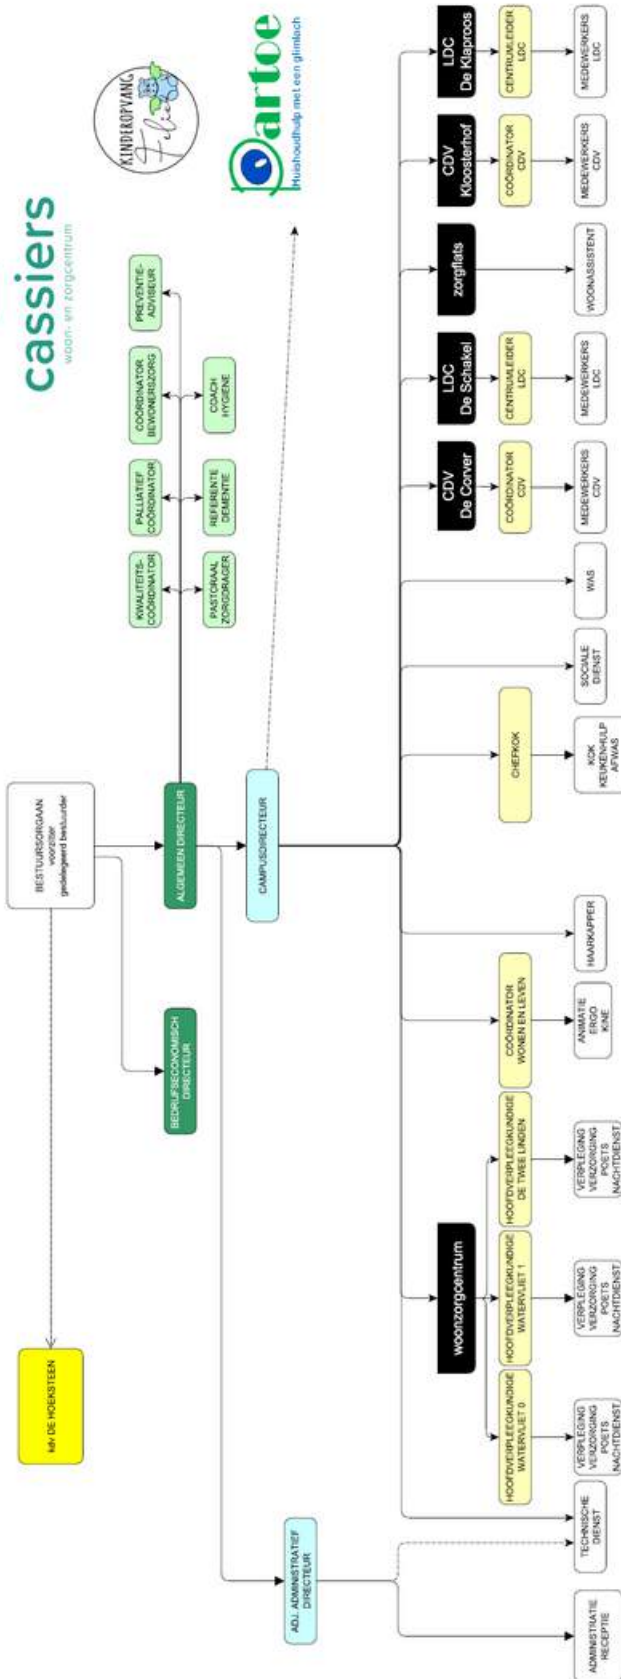 cassiers
woon- en zorgcentrum
KINDEROPVANG
Filie
Partoe
Huishoudhulp met een glimlach
BESTUURSORGAAN
voorzitter
gedelegeerd bestuurder
kdv DE HOEKSTEEN
BEDRIJFSECONOMISCH
DIRECTEUR
ALGEMEEN DIRECTEUR
KWALITEITS-
COÖRDINATOR
PALLIATIEF
COÖRDINATOR
COÖRDINATOR
BEWONERSZORG
PREVENTIE-
ADVISEUR
PASTORAAL
ZORGDRAGER
REFERENTE
DEMENTIE
COACH
HYGIENE
ADJ. ADMINISTRATIEF
DIRECTEUR
CAMPUSDIRECTEUR
woonzorgcentrum
CDV
De Corver
LDC
De Schakel
zorgflats
CDV
Kloosterhof
LDC
De Klaproos
HOOFDVERPLEEGKUNDIGE
WATERVLIET 0
HOOFDVERPLEEGKUNDIGE
WATERVLIET 1
HOOFDVERPLEEGKUNDIGE
DE TWEE LINDEN
COÖRDINATOR
WONEN EN LEVEN
CHEFKOK
COÖRDINATOR
CDV
CENTRUMLEIDER
LDC
COÖRDINATOR
CDV
CENTRUMLEIDER
LDC
ADMINISTRATIE
RECEPTIE
TECHNISCHE
DIENST
VERPLEGING
VERZORGING
POETS
NACHTDIENST
VERPLEGING
VERZORGING
POETS
NACHTDIENST
VERPLEGING
VERZORGING
POETS
NACHTDIENST
ANIMATIE
ERGO
KINE
HAARKAPPER
KOK
KEUKENHULP
AFWAS
SOCIALE
DIENST
WAS
MEDEWERKERS
CDV
MEDEWERKERS
LDC
WOONASSISTENT
MEDEWERKERS
CDV
MEDEWERKERS
LDC